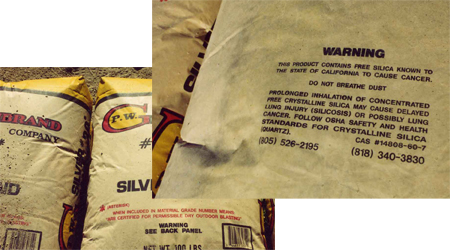 WARNING
THIS PRODUCT CONTAINS FREE SILICA KNOWN TO
THE STATE OF CALIFORNIA TO CAUSE CANCER.
DO NOT BREATHE DUST
PROLONGED INHALATION OF CONCENTRATED
FREE CRYSTALLINE SILICA MAY CAUSE DELAYED
LUNG INJURY (SILICOSIS) OR POSSIBLY LUNG
CANCER. FOLLOW OSHA SAFETY AND HEALTH
STANDARDS FOR CRYSTALLINE SILICA
(QUARTZ). CAS #14808-60-7
(805) 526-2195 (818) 340-3830
BRAND
COMPANY
#
ND
P.W.
G
#
SILVE
WHEN INCLUDED IN MATERIAL GRADE NUMBER MEANS
CERTIFIED FOR PERMISSIBLE DRY OUTDOOR BLASTING
WARNING
SEE BACK PANEL
NET WT. 100 LBS